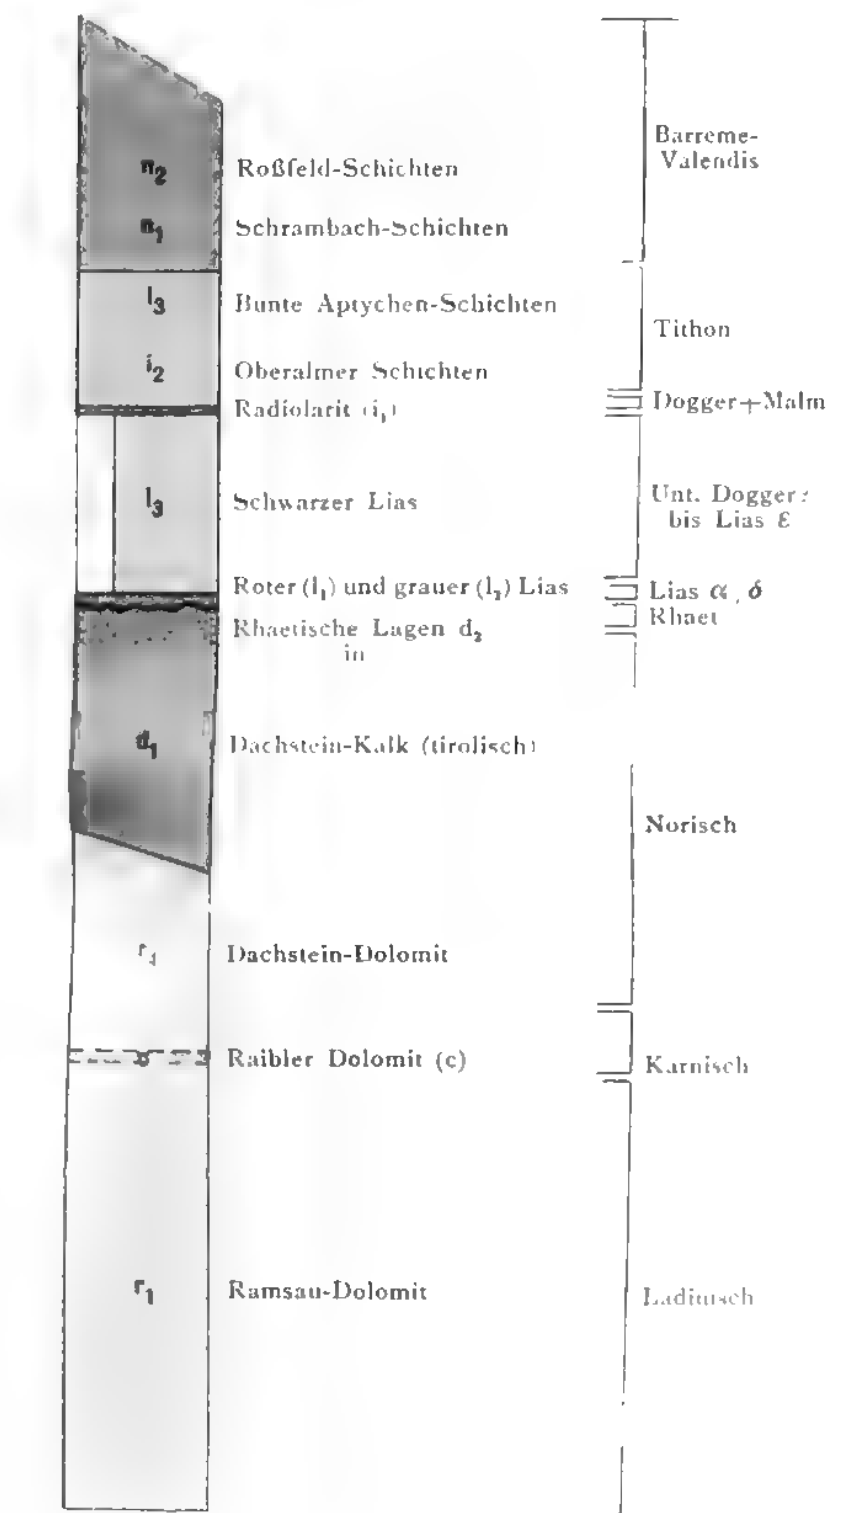 n₂ Roßfeld-Schichten
Barreme-
Valendis
n₁ Schrambach-Schichten
l₃ Bunte Aptychen-Schichten
Tithon
i₂ Oberalmer Schichten
Radiolarit (i₁)
Dogger+Malm
l₃ Schwarzer Lias
Unt. Dogger
bis Lias ε
Roter (l₁) und grauer (l₂) Lias
Lias α, δ
Rhaet
Rhaetische Lagen d₂
in
d₁ Dachstein-Kalk (tirolisch)
Norisch
Dachstein-Dolomit
Raibler Dolomit (c)
Karnisch
r₁ Ramsau-Dolomit
Ladinisch